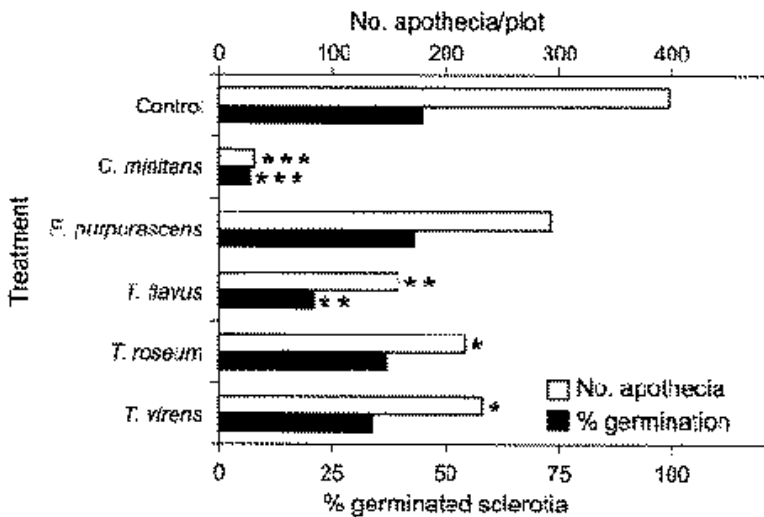 No. apothecia/plot
0 100 200 300 400
Treatment
Control
C. minitans
***
***
E. purpurascens
T. flavus
**
**
T. roseum
*
T. virens
*
No. apothecia
% germination
0 25 50 75 100
% germinated sclerotia